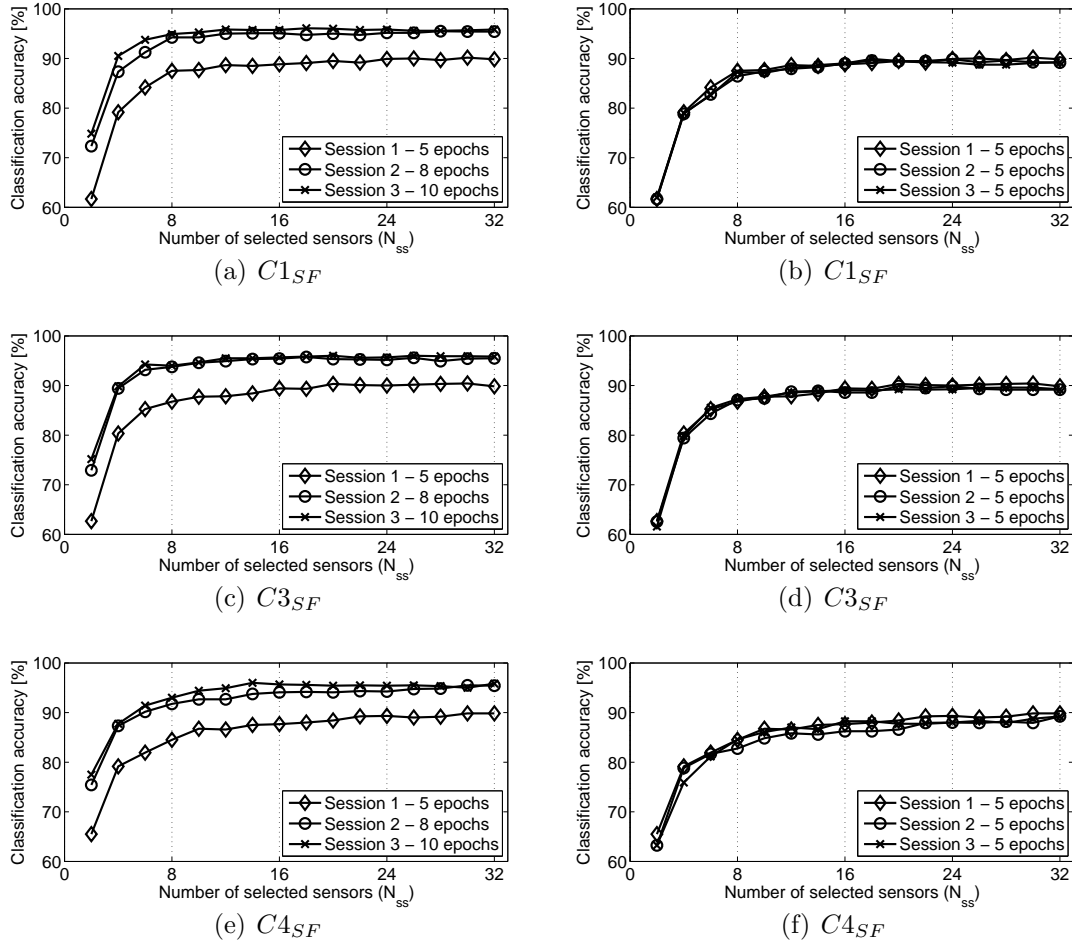 Classification accuracy [%]
100
90
80
70
60
0
8
16
24
32
Number of selected sensors (N_ss)
Session 1 – 5 epochs
Session 2 – 8 epochs
Session 3 – 10 epochs
(a) C1_SF
Classification accuracy [%]
100
90
80
70
60
0
8
16
24
32
Number of selected sensors (N_ss)
Session 1 – 5 epochs
Session 2 – 5 epochs
Session 3 – 5 epochs
(b) C1_SF
Classification accuracy [%]
100
90
80
70
60
0
8
16
24
32
Number of selected sensors (N_ss)
Session 1 – 5 epochs
Session 2 – 8 epochs
Session 3 – 10 epochs
(c) C3_SF
Classification accuracy [%]
100
90
80
70
60
0
8
16
24
32
Number of selected sensors (N_ss)
Session 1 – 5 epochs
Session 2 – 5 epochs
Session 3 – 5 epochs
(d) C3_SF
Classification accuracy [%]
100
90
80
70
60
0
8
16
24
32
Number of selected sensors (N_ss)
Session 1 – 5 epochs
Session 2 – 8 epochs
Session 3 – 10 epochs
(e) C4_SF
Classification accuracy [%]
100
90
80
70
60
0
8
16
24
32
Number of selected sensors (N_ss)
Session 1 – 5 epochs
Session 2 – 5 epochs
Session 3 – 5 epochs
(f) C4_SF